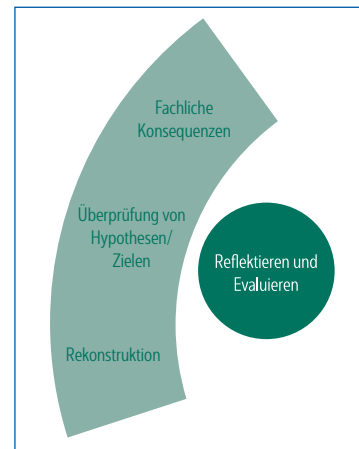 Fachliche
Konsequenzen
Überprüfung von
Hypothesen/
Zielen
Reflektieren und
Evaluieren
Rekonstruktion